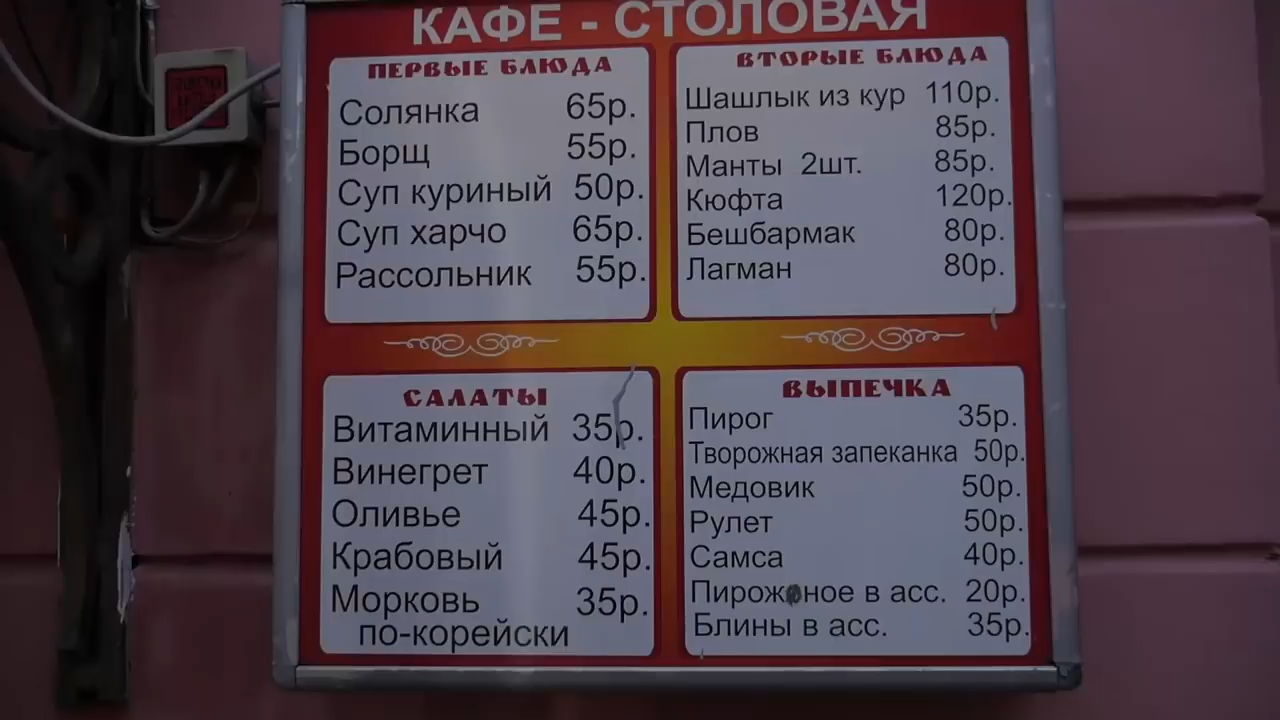 КАФЕ - СТОЛОВАЯ
ПЕРВЫЕ БЛЮДА
Солянка 65р.
Борщ 55р.
Суп куриный 50р.
Суп харчо 65р.
Рассольник 55р.
ВТОРЫЕ БЛЮДА
Шашлык из кур 110р.
Плов 85р.
Манты 2шт. 85р.
Кюфта 120р.
Бешбармак 80р.
Лагман 80р.
САЛАТЫ
Витаминный 35р.
Винегрет 40р.
Оливье 45р.
Крабовый 45р.
Морковь 35р.
по-корейски
ВЫПЕЧКА
Пирог 35р.
Творожная запеканка 50р.
Медовик 50р.
Рулет 50р.
Самса 40р.
Пирожное в асс. 20р.
Блины в асс. 35р.